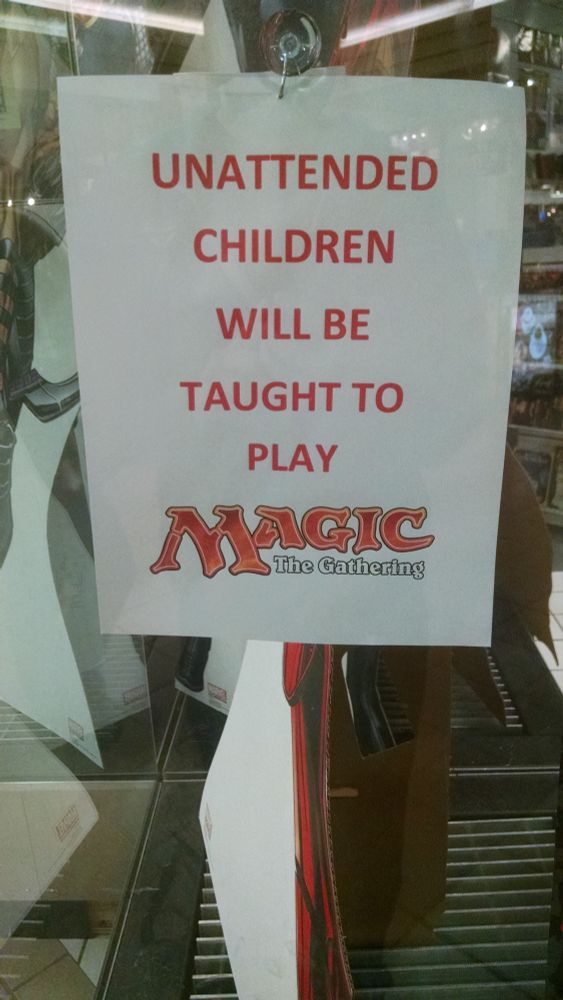 UNATTENDED
CHILDREN
WILL BE
TAUGHT TO
PLAY
MAGIC
The Gathering